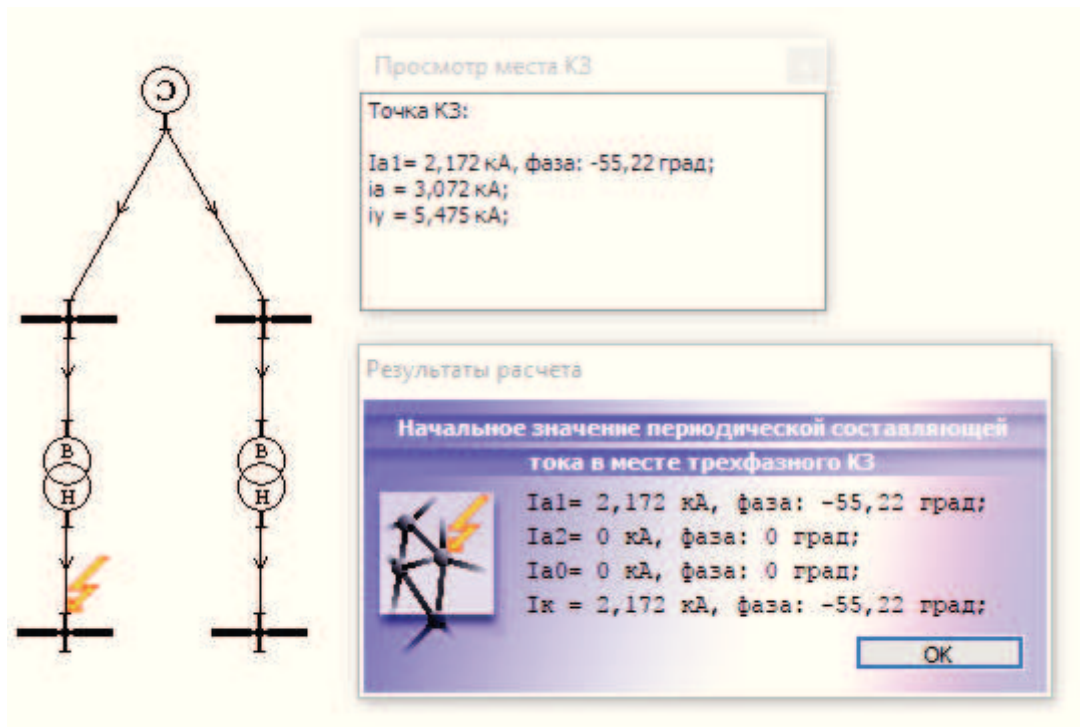 Э
В
Н
В
Н
Просмотр места КЗ
Точка КЗ:
Ia1= 2,172 кА, фаза: -55,22 град;
ia = 3,072 кА;
iy = 5,475 кА;
Результаты расчета
Начальное значение периодической составляющей
тока в месте трехфазного КЗ
Ia1= 2,172 кА, фаза: -55,22 град;
Ia2= 0 кА, фаза: 0 град;
Ia0= 0 кА, фаза: 0 град;
Iк = 2,172 кА, фаза: -55,22 град;
OK